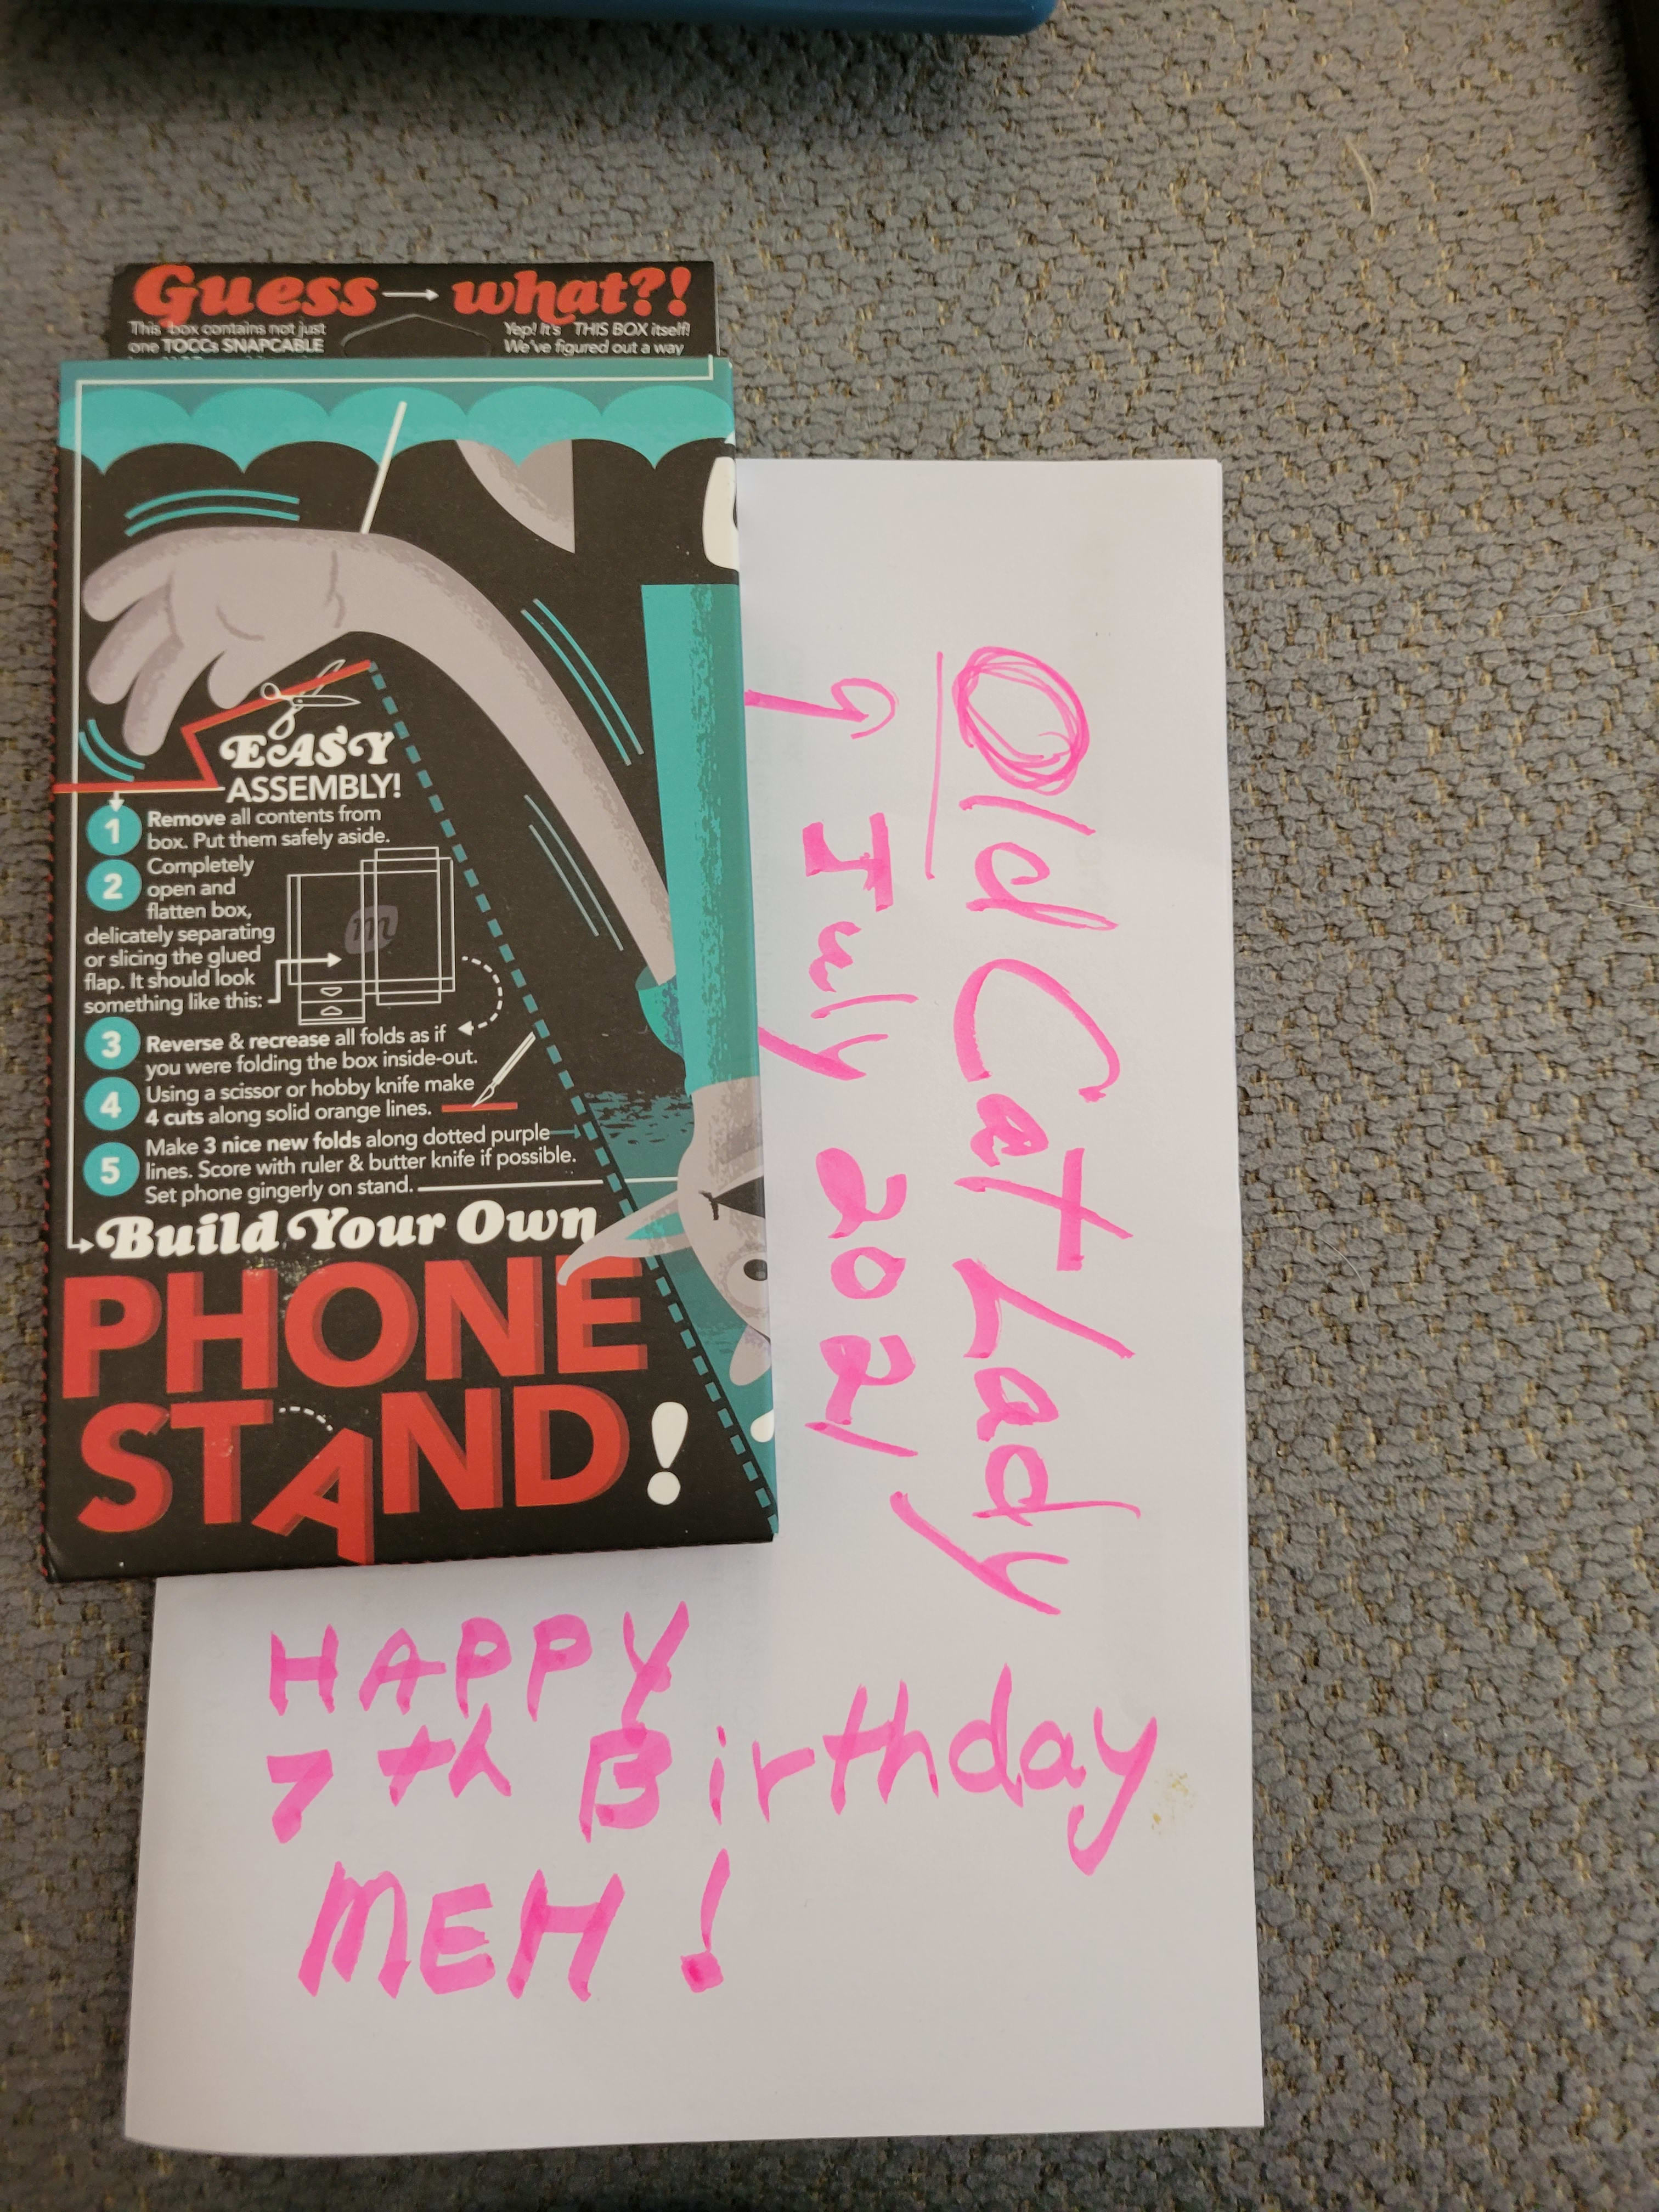 Guess what?!
This box contains not just
one TOCCs SNAPCABLE
Yep! It's THIS BOX itself!
We've figured out a way
EASY
ASSEMBLY!
1 Remove all contents from
box. Put them safely aside.
2 Completely
open and
flatten box,
delicately separating
or slicing the glued
flap. It should look
something like this:
m
3 Reverse & recrease all folds as if
you were folding the box inside-out.
4 Using a scissor or hobby knife make
4 cuts along solid orange lines.
5 Make 3 nice new folds along dotted purple
lines. Score with ruler & butter knife if possible.
Set phone gingerly on stand.
Build Your Own
PHONE
STAND!
Old Cat Lady
9 July 2021
HAPPY
7th Birthday
MEH!